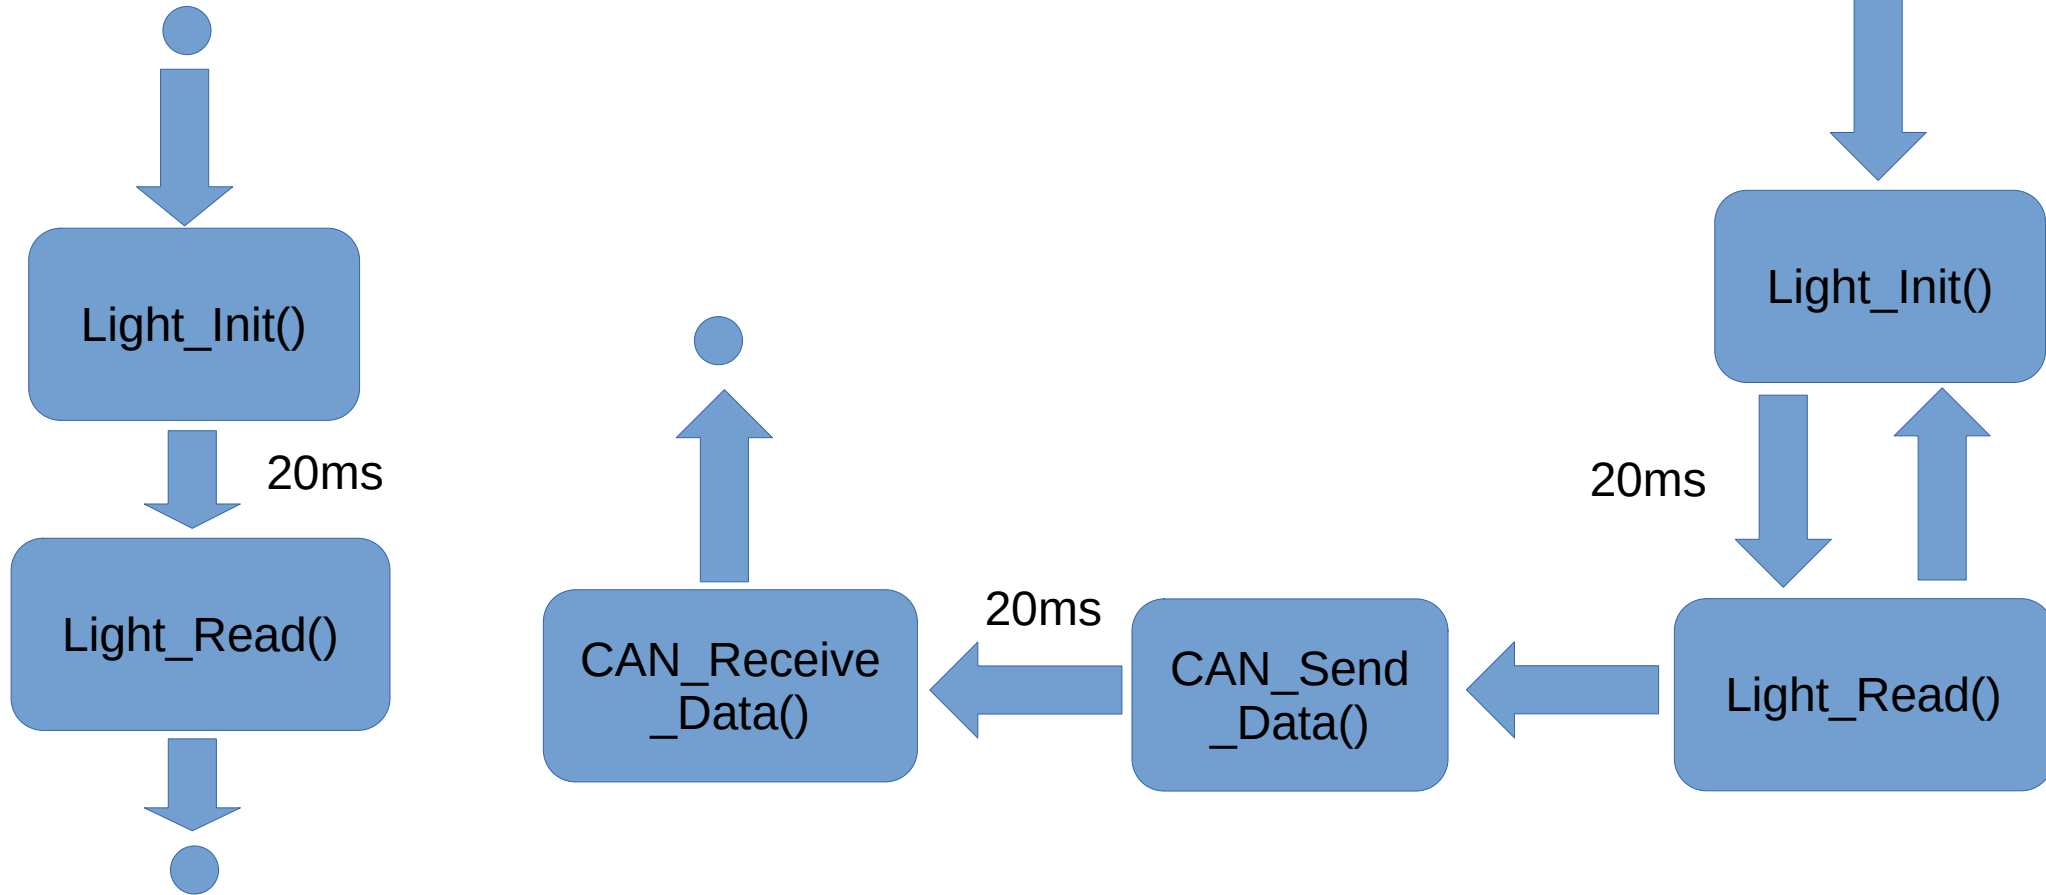 Light_Init()
20ms
Light_Read()
CAN_Receive
_Data()
20ms
CAN_Send
_Data()
Light_Init()
20ms
Light_Read()